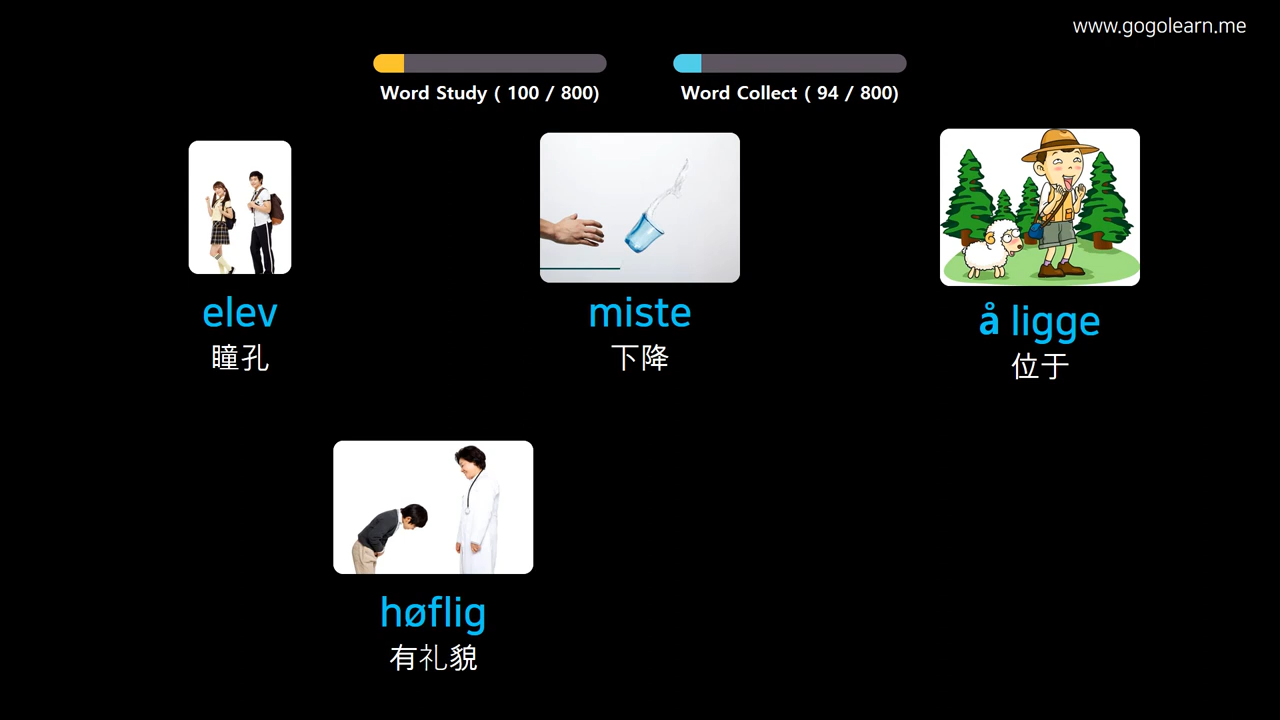 www.gogolearn.me
Word Study ( 100 / 800)
Word Collect ( 94 / 800)
elev
瞳孔
miste
下降
å ligge
位于
høflig
有礼貌